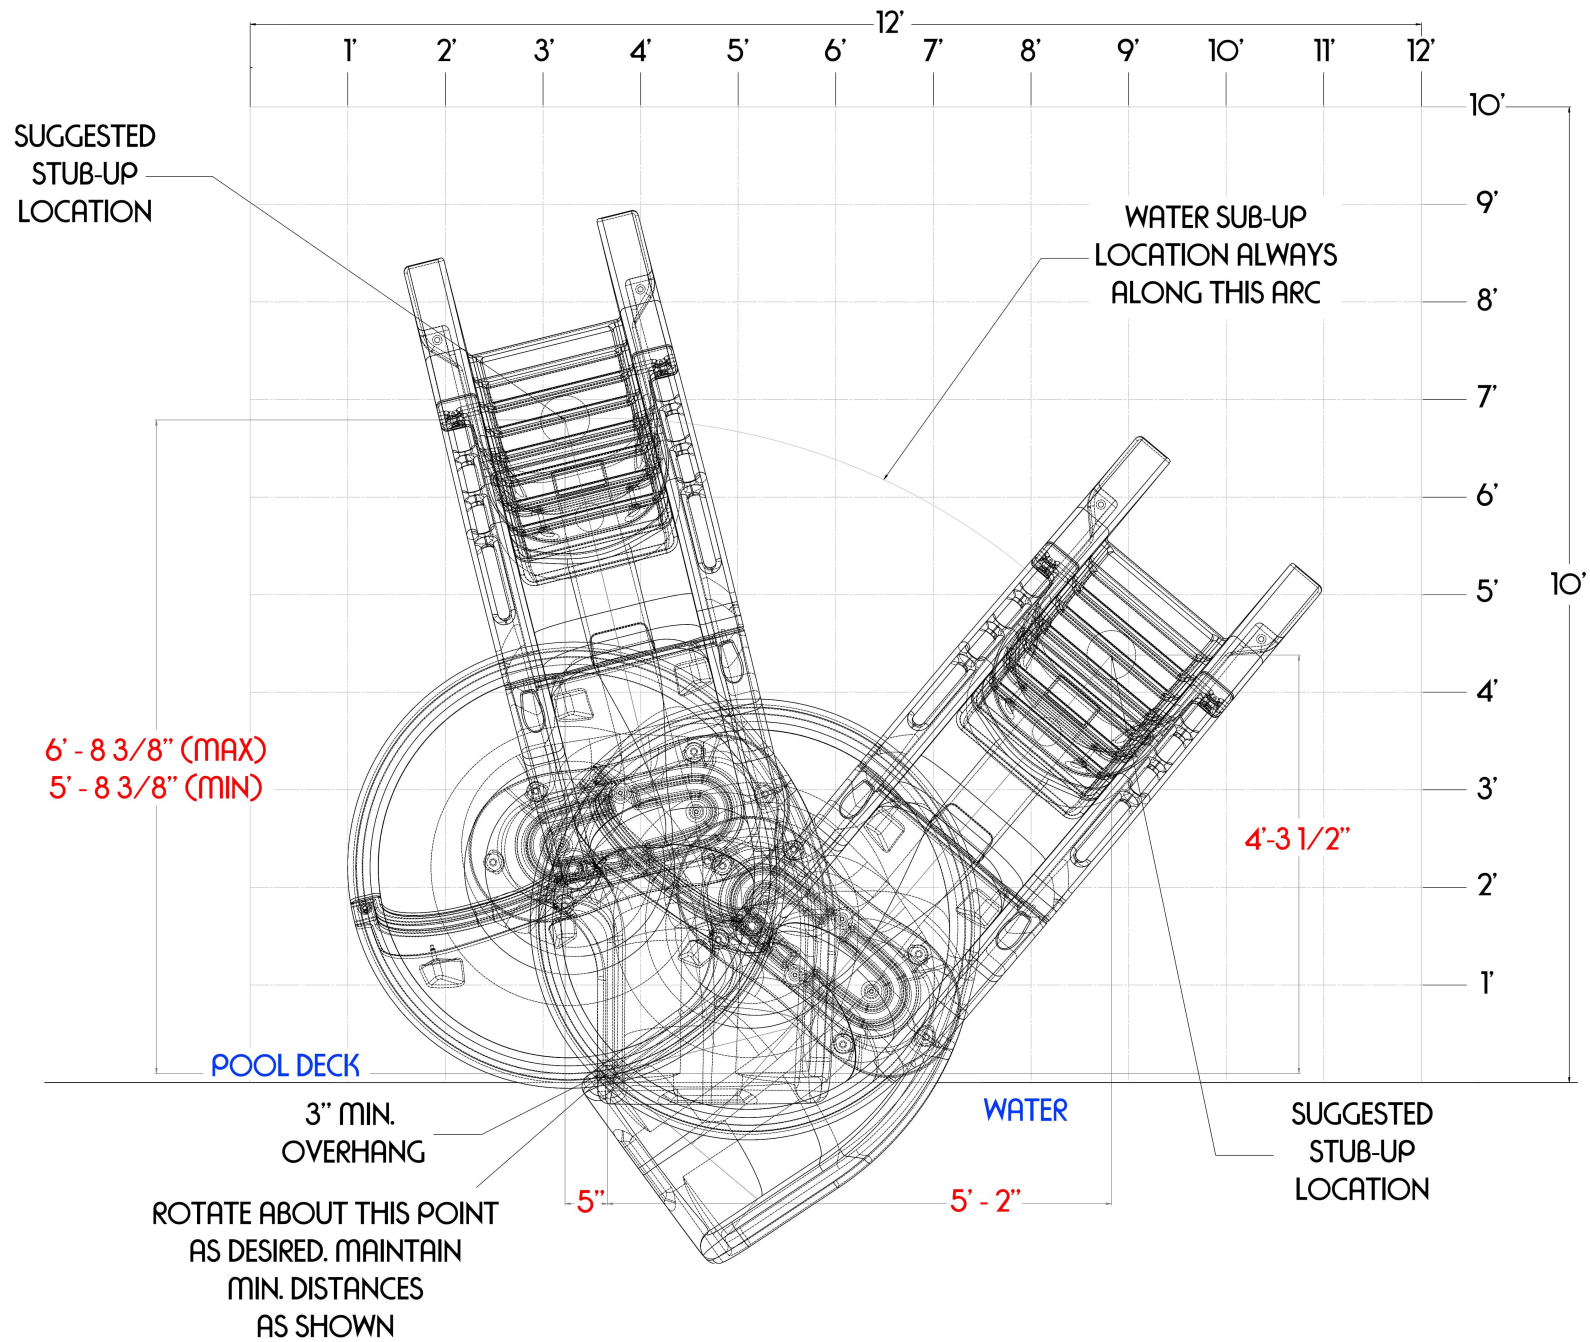 12'
1' 2' 3' 4' 5' 6' 7' 8' 9' 10' 11' 12'
10'
SUGGESTED
STUB-UP
LOCATION
9'
WATER SUB-UP
LOCATION ALWAYS
ALONG THIS ARC
8'
7'
6'
5'
10'
4'
6' - 8 3/8" (MAX)
5' - 8 3/8" (MIN)
3'
4'-3 1/2"
2'
1'
POOL DECK
WATER
3" MIN.
OVERHANG
SUGGESTED
STUB-UP
LOCATION
5"
5' - 2"
ROTATE ABOUT THIS POINT
AS DESIRED. MAINTAIN
MIN. DISTANCES
AS SHOWN